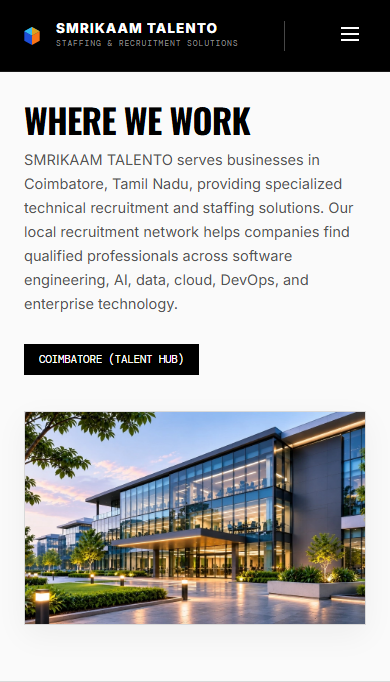 SMRIKAAM TALENTO
STAFFING & RECRUITMENT SOLUTIONS
WHERE WE WORK
SMRIKAAM TALENTO serves businesses in
Coimbatore, Tamil Nadu, providing specialized
technical recruitment and staffing solutions. Our
local recruitment network helps companies find
qualified professionals across software
engineering, AI, data, cloud, DevOps, and
enterprise technology.
COIMBATORE (TALENT HUB)